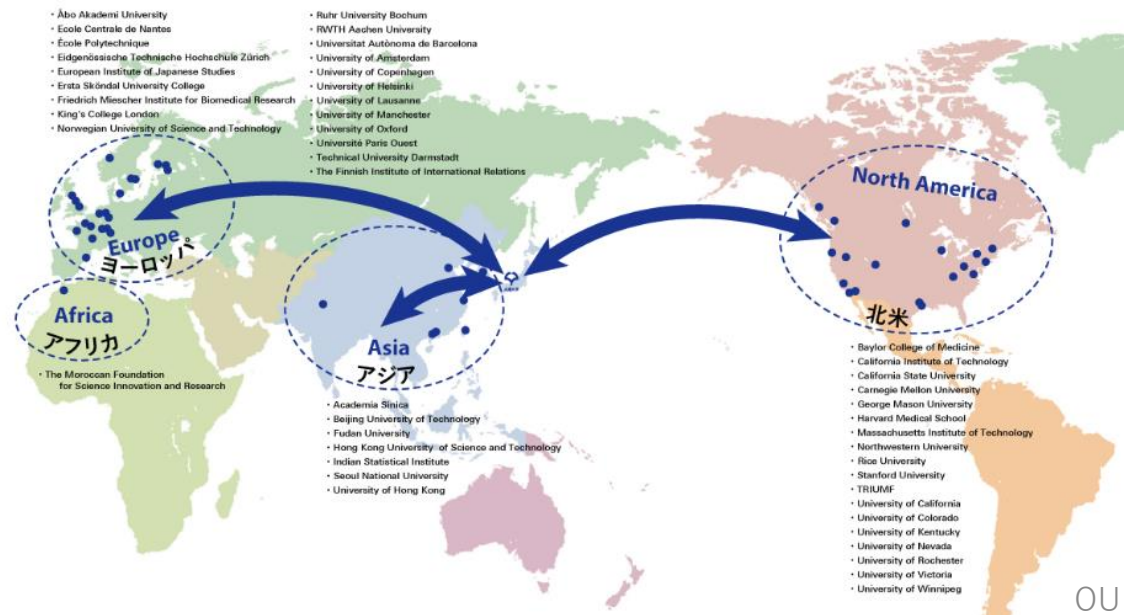 · Åbo Akademi University
· Ecole Centrale de Nantes
· École Polytechnique
· Eidgenössische Technische Hochschule Zürich
· European Institute of Japanese Studies
· Ersta Sköndal University College
· Friedrich Miescher Institute for Biomedical Research
· King's College London
· Norwegian University of Science and Technology
· Ruhr University Bochum
· RWTH Aachen University
· Universitat Autònoma de Barcelona
· University of Amsterdam
· University of Copenhagen
· University of Helsinki
· University of Lausanne
· University of Manchester
· University of Oxford
· Université Paris Ouest
· Technical University Darmstadt
· The Finnish Institute of International Relations
Europe
ヨーロッパ
North America
北米
Africa
アフリカ
· The Moroccan Foundation
for Science Innovation and Research
Asia
アジア
· Academia Sinica
· Beijing University of Technology
· Fudan University
· Hong Kong University of Science and Technology
· Indian Statistical Institute
· Seoul National University
· University of Hong Kong
· Baylor College of Medicine
· California Institute of Technology
· California State University
· Carnegie Mellon University
· George Mason University
· Harvard Medical School
· Massachusetts Institute of Technology
· Northwestern University
· Rice University
· Stanford University
· TRIUMF
· University of California
· University of Colorado
· University of Kentucky
· University of Nevada
· University of Rochester
· University of Victoria
· University of Winnipeg
OU